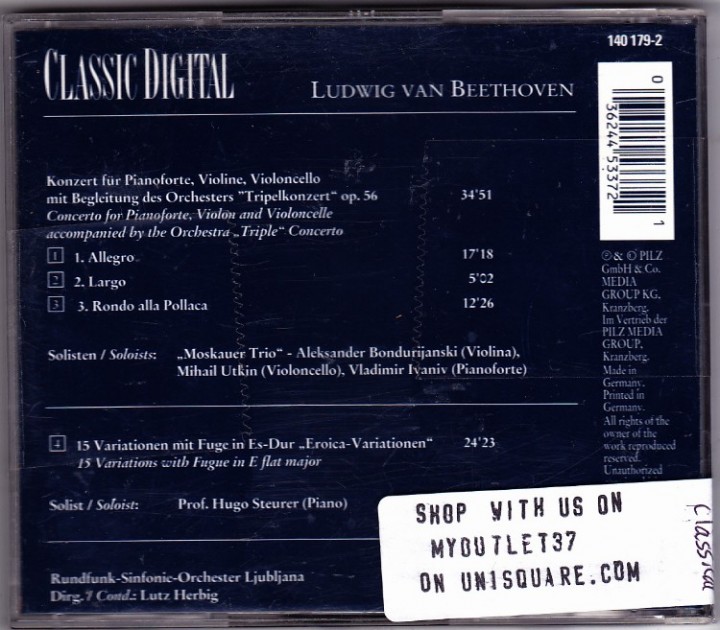 CLASSIC DIGITAL
LUDWIG VAN BEETHOVEN
140 179-2
0 36244 53372 1
Konzert für Pianoforte, Violine, Violoncello
mit Begleitung des Orchesters "Tripelkonzert" op. 56 34'51
Concerto for Pianoforte, Violon and Violoncelle
accompanied by the Orchestra „Triple" Concerto
1 1. Allegro 17'18
2 2. Largo 5'02
3 3. Rondo alla Pollaca 12'26
Solisten / Soloists: „Moskauer Trio" - Aleksander Bondurijanski (Violina),
Mihail Utkin (Violoncello), Vladimir Ivaniv (Pianoforte)
4 15 Variationen mit Fuge in Es-Dur „Eroica-Variationen" 24'23
15 Variations with Fugue in E flat major
Solist / Soloist: Prof. Hugo Steurer (Piano)
Rundfunk-Sinfonie-Orchester Ljubljana
Dirg. / Cond.: Lutz Herbig
℗ & © PILZ
GmbH & Co.
MEDIA
GROUP KG,
Kranzberg.
Im Vertrieb der
PILZ MEDIA
GROUP,
Kranzberg.
Made in
Germany.
Printed in
Germany.
All rights of the
owner of the
work reproduced
reserved.
Unauthorized
SHOP WITH US ON
MYOUTLET37
ON UNISQUARE.COM